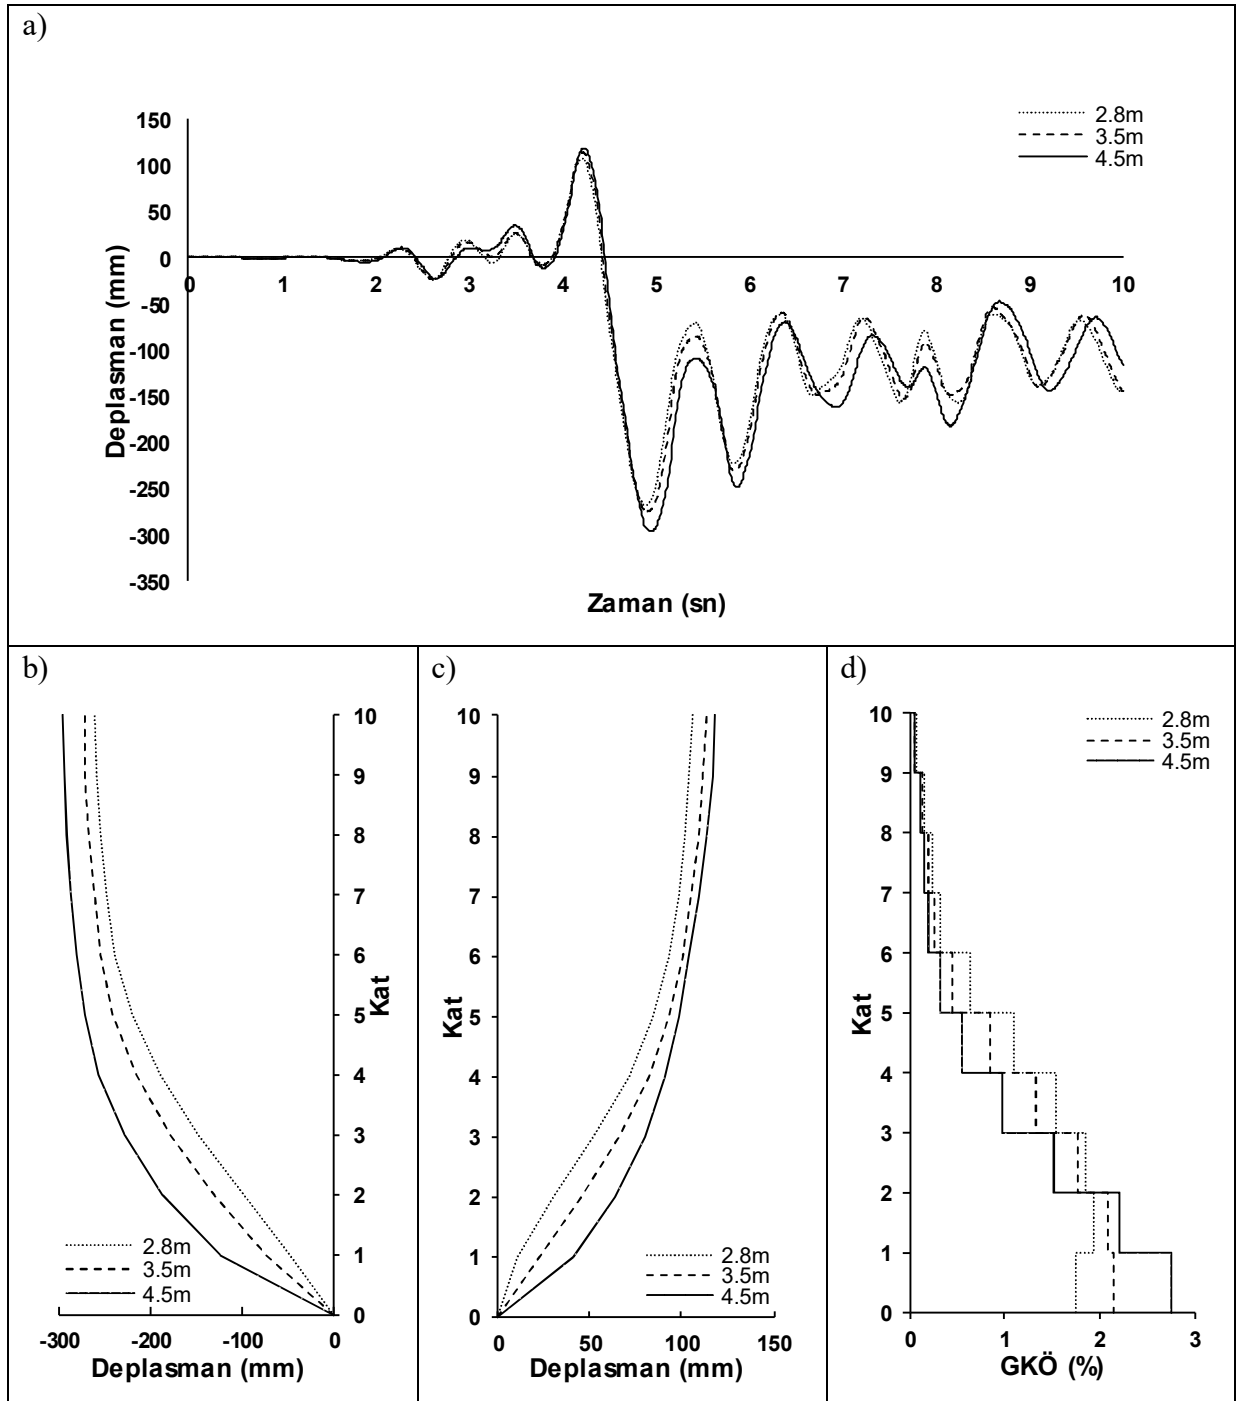 a)
2.8m
3.5m
4.5m
150
100
50
0
-50
-100
-150
-200
-250
-300
-350
Deplasman (mm)
0 1 2 3 4 5 6 7 8 9 10
Zaman (sn)
b)
10
9
8
7
6
5
4
3
2
1
0
Kat
2.8m
3.5m
4.5m
-300 -200 -100 0
Deplasman (mm)
c)
10
9
8
7
6
5
4
3
2
1
0
Kat
2.8m
3.5m
4.5m
0 50 100 150
Deplasman (mm)
d)
2.8m
3.5m
4.5m
10
9
8
7
6
5
4
3
2
1
0
Kat
0 1 2 3
GKÖ (%)